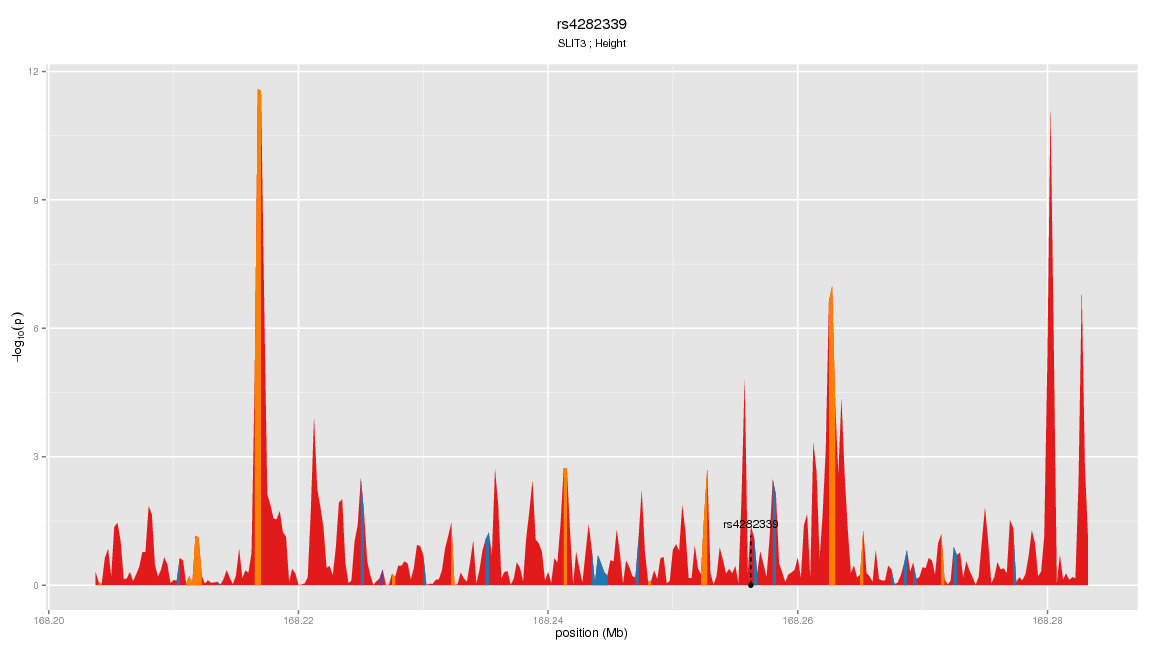 rs4282339
SLIT3 ; Height
12
9
6
3
0
−log10(p)
rs4282339
168.20 168.22 168.24 168.26 168.28
position (Mb)